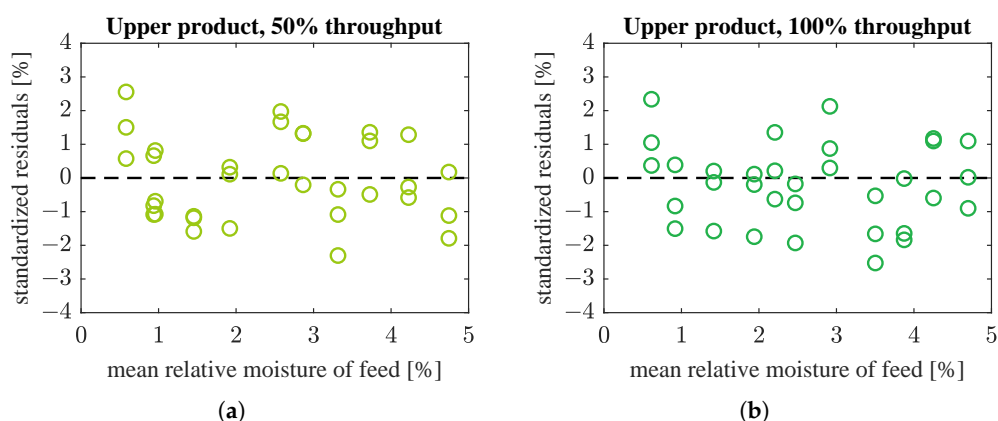 Upper product, 50% throughput
standardized residuals [%]
4
3
2
1
0
−1
−2
−3
−4
0 1 2 3 4 5
mean relative moisture of feed [%]
(a)
Upper product, 100% throughput
standardized residuals [%]
4
3
2
1
0
−1
−2
−3
−4
0 1 2 3 4 5
mean relative moisture of feed [%]
(b)